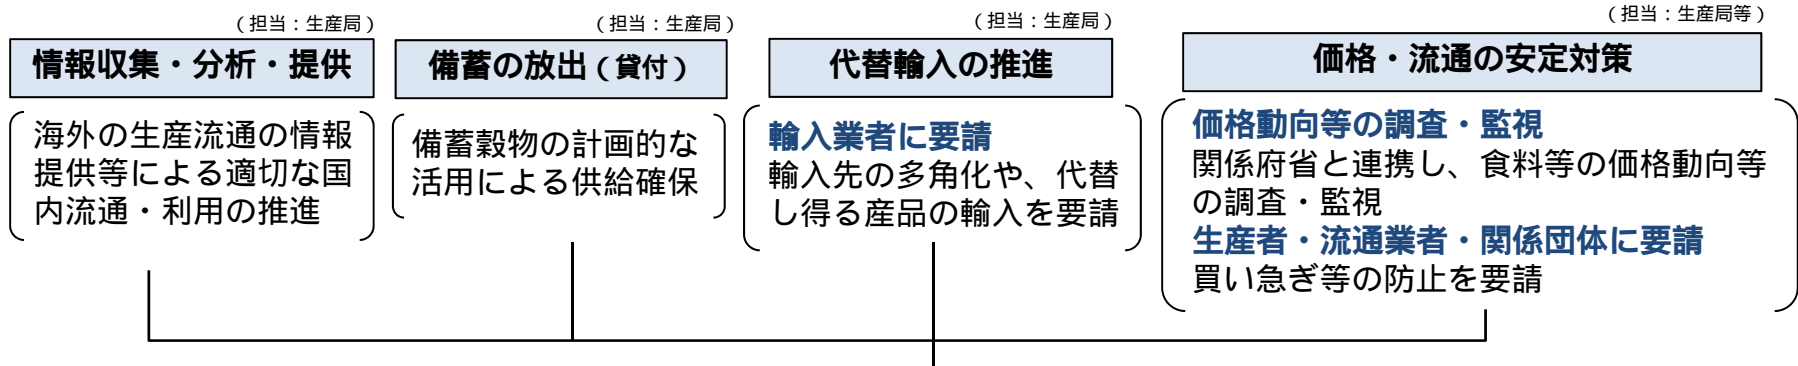 （担当：生産局）
情報収集・分析・提供
海外の生産流通の情報
提供等による適切な国
内流通・利用の推進
（担当：生産局）
備蓄の放出（貸付）
備蓄穀物の計画的な
活用による供給確保
（担当：生産局）
代替輸入の推進
輸入業者に要請
輸入先の多角化や、代替
し得る産品の輸入を要請
（担当：生産局等）
価格・流通の安定対策
価格動向等の調査・監視
関係府省と連携し、食料等の価格動向等
の調査・監視
生産者・流通業者・関係団体に要請
買い急ぎ等の防止を要請